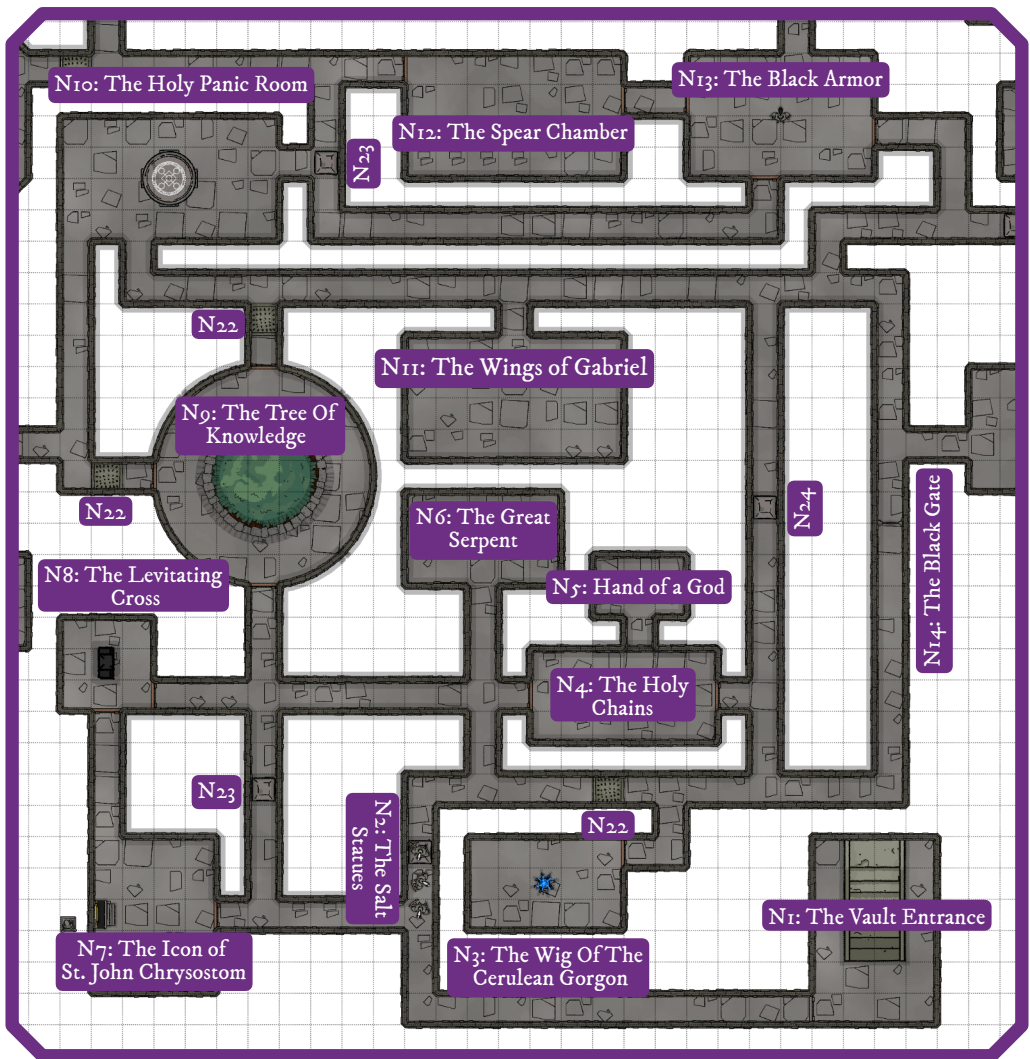 N10: The Holy Panic Room
N13: The Black Armor
N12: The Spear Chamber
N23
N22
N11: The Wings of Gabriel
N9: The Tree Of
Knowledge
N22
N24
N6: The Great
Serpent
N14: The Black Gate
N8: The Levitating
Cross
N5: Hand of a God
N4: The Holy
Chains
N23
N2: The Salt
Statues
N22
N1: The Vault Entrance
N7: The Icon of
St. John Chrysostom
N3: The Wig Of The
Cerulean Gorgon